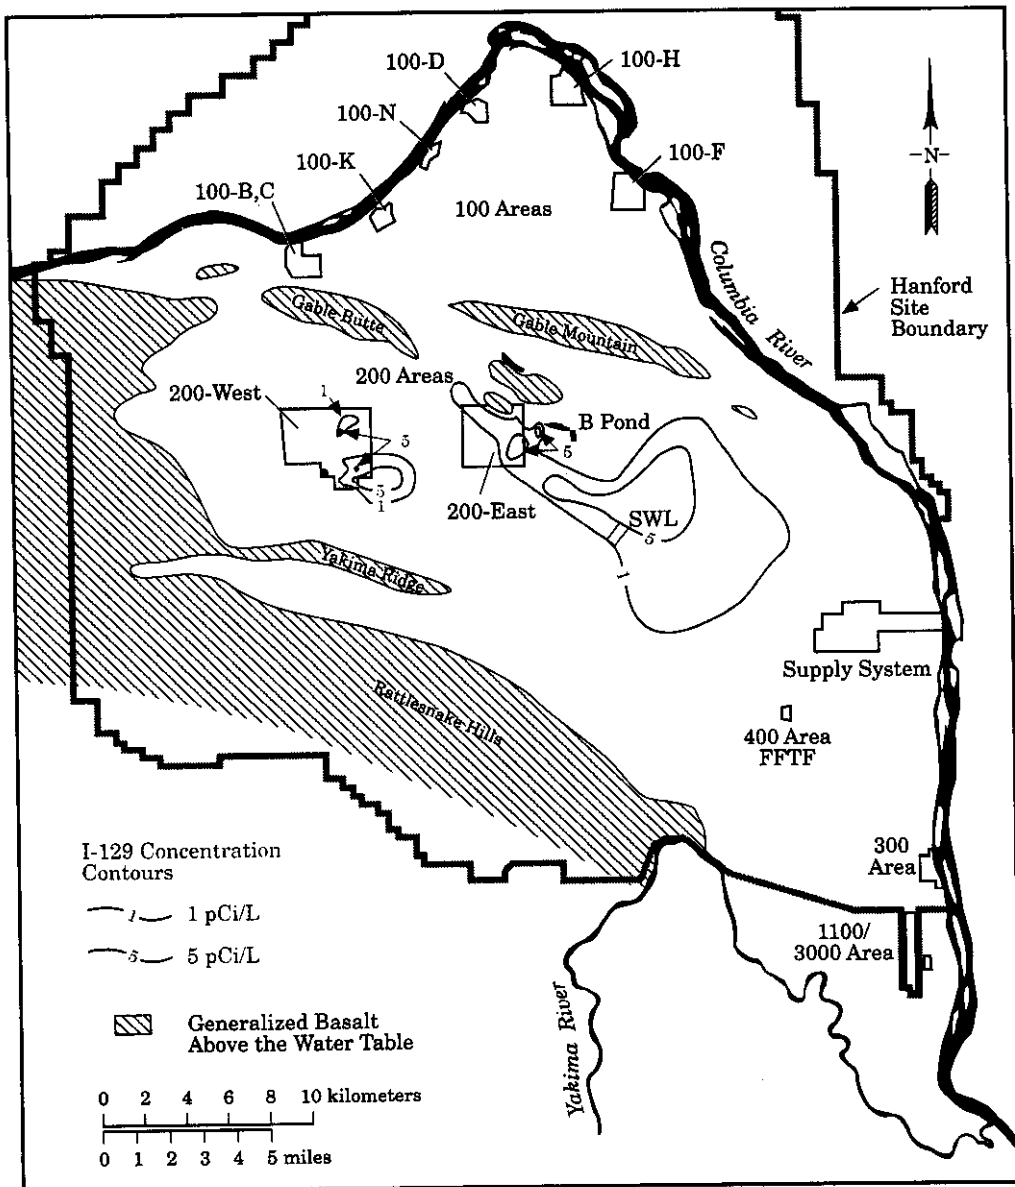 100-D
100-H
100-N
100-K
100-F
100-B,C
100 Areas
N
Columbia River
Hanford
Site
Boundary
Gable Butte
Gable Mountain
200 Areas
200-West
1
5
B Pond
5
5
1
200-East
SWL
5
1
Yakima Ridge
Supply System
Rattlesnake Hills
400 Area
FFTF
I-129 Concentration
Contours
1 1 pCi/L
5 5 pCi/L
300
Area
1100/
3000 Area
Generalized Basalt
Above the Water Table
Yakima River
0 2 4 6 8 10 kilometers
0 1 2 3 4 5 miles